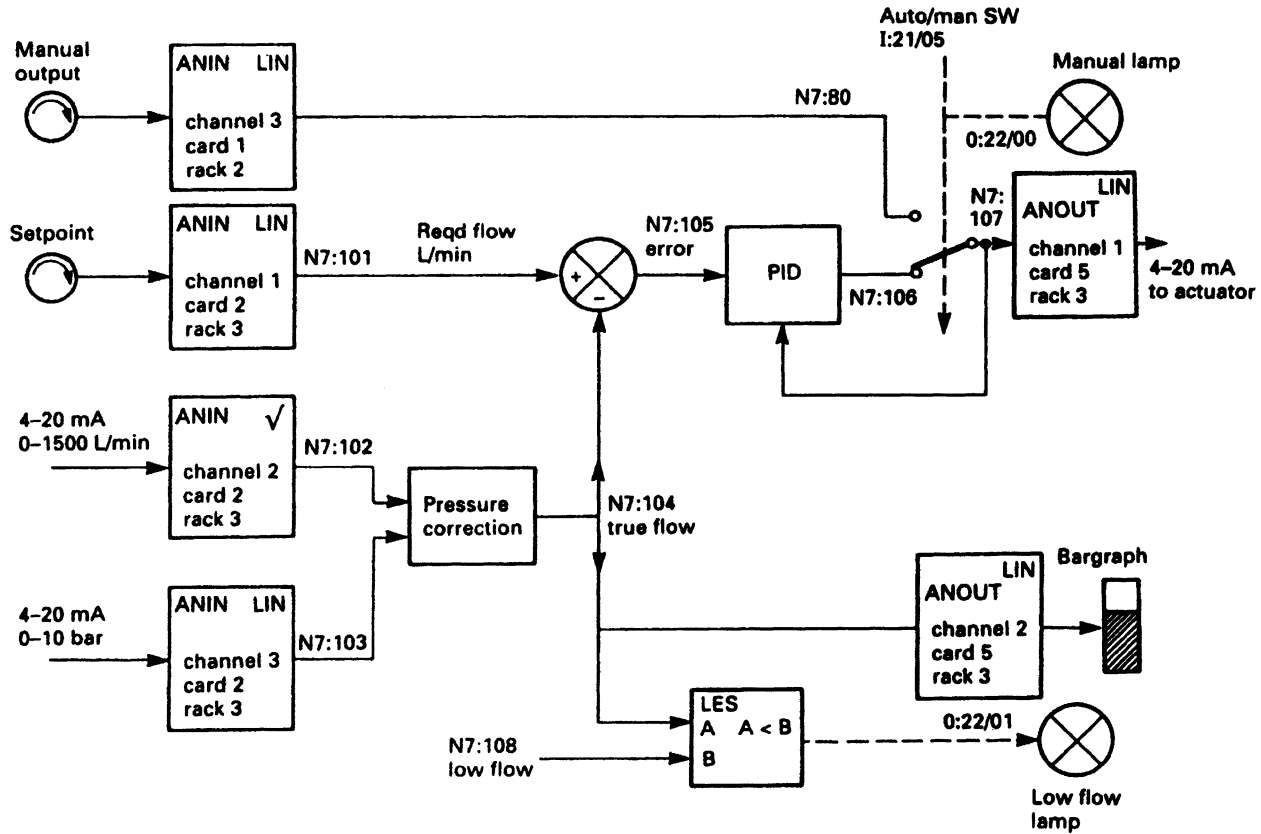 Auto/man SW
I:21/05
Manual
output
ANIN LIN
channel 3
card 1
rack 2
N7:80
Manual lamp
0:22/00
Setpoint
ANIN LIN
channel 1
card 2
rack 3
N7:101
Reqd flow
L/min
+
–
N7:105
error
PID
N7:106
N7:
107
LIN
ANOUT
channel 1
card 5
rack 3
4–20 mA
to actuator
4–20 mA
0–1500 L/min
ANIN √
channel 2
card 2
rack 3
N7:102
Pressure
correction
N7:104
true flow
4–20 mA
0–10 bar
ANIN LIN
channel 3
card 2
rack 3
N7:103
LIN
ANOUT
channel 2
card 5
rack 3
Bargraph
LES
A A < B
B
N7:108
low flow
0:22/01
Low flow
lamp